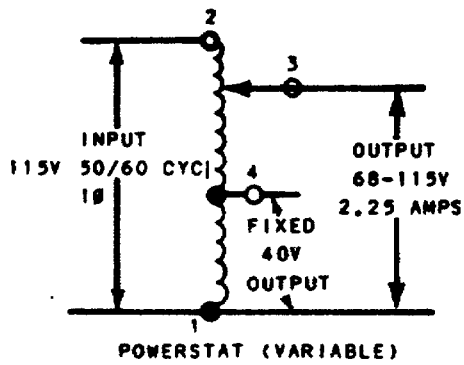 2
3
INPUT
115V 50/60 CYC
1Ø
4
OUTPUT
68-115V
2.25 AMPS
FIXED
40V
OUTPUT
1
POWERSTAT (VARIABLE)